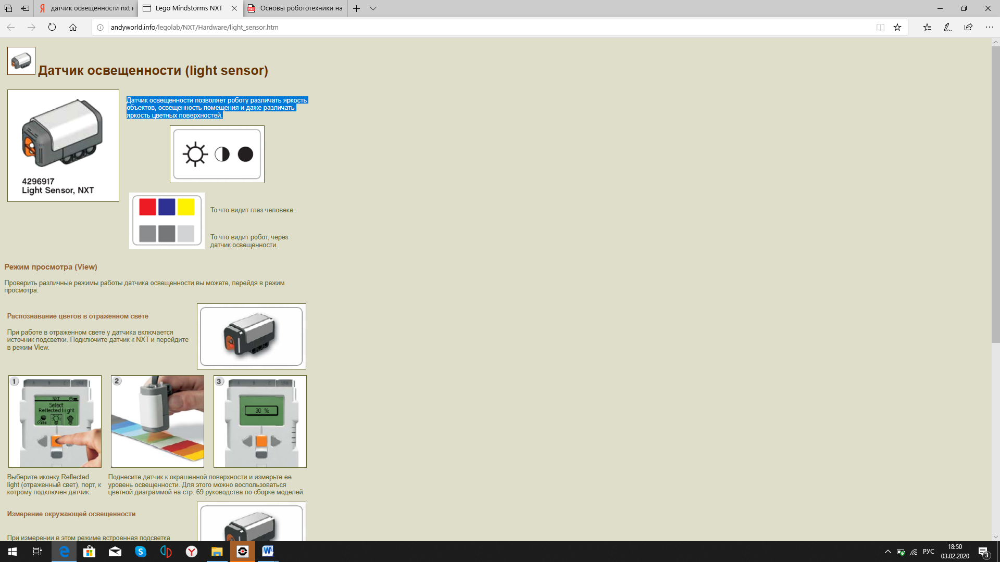 датчик освещенности nxt
Lego Mindstorms NXT
Основы робототехники на
andyworld.info/legolab/NXT/Hardware/light_sensor.htm
Датчик освещенности (light sensor)
Датчик освещенности позволяет роботу различать яркость
объектов, освещенность помещения и даже различать
яркость цветных поверхностей.
4296917
Light Sensor, NXT
То что видит глаз человека..
То что видит робот, через
датчик освещенности.
Режим просмотра (View)
Проверить различные режимы работы датчика освещенности вы можете, перейдя в режим
просмотра.
Распознавание цветов в отраженном свете
При работе в отраженном свете у датчика включается
источник подсветки. Подключите датчик к NXT и перейдите
в режим View.
1
A B C USB
NXT
Select
Reflected light
2
3
A B C USB
30 %
Выберите иконку Reflected
light (отраженный свет), порт, к
котрому подключен датчик.
Поднесите датчик к окрашенной поверхности и измерьте ее
уровень освещенности. Для этого можно воспользоваться
цветной диаграммой на стр. 69 руководства по сборке моделей.
Измерение окружающей освещенности
При измерении в этом режиме встроенная подсветка
РУС
18:50
03.02.2020
3